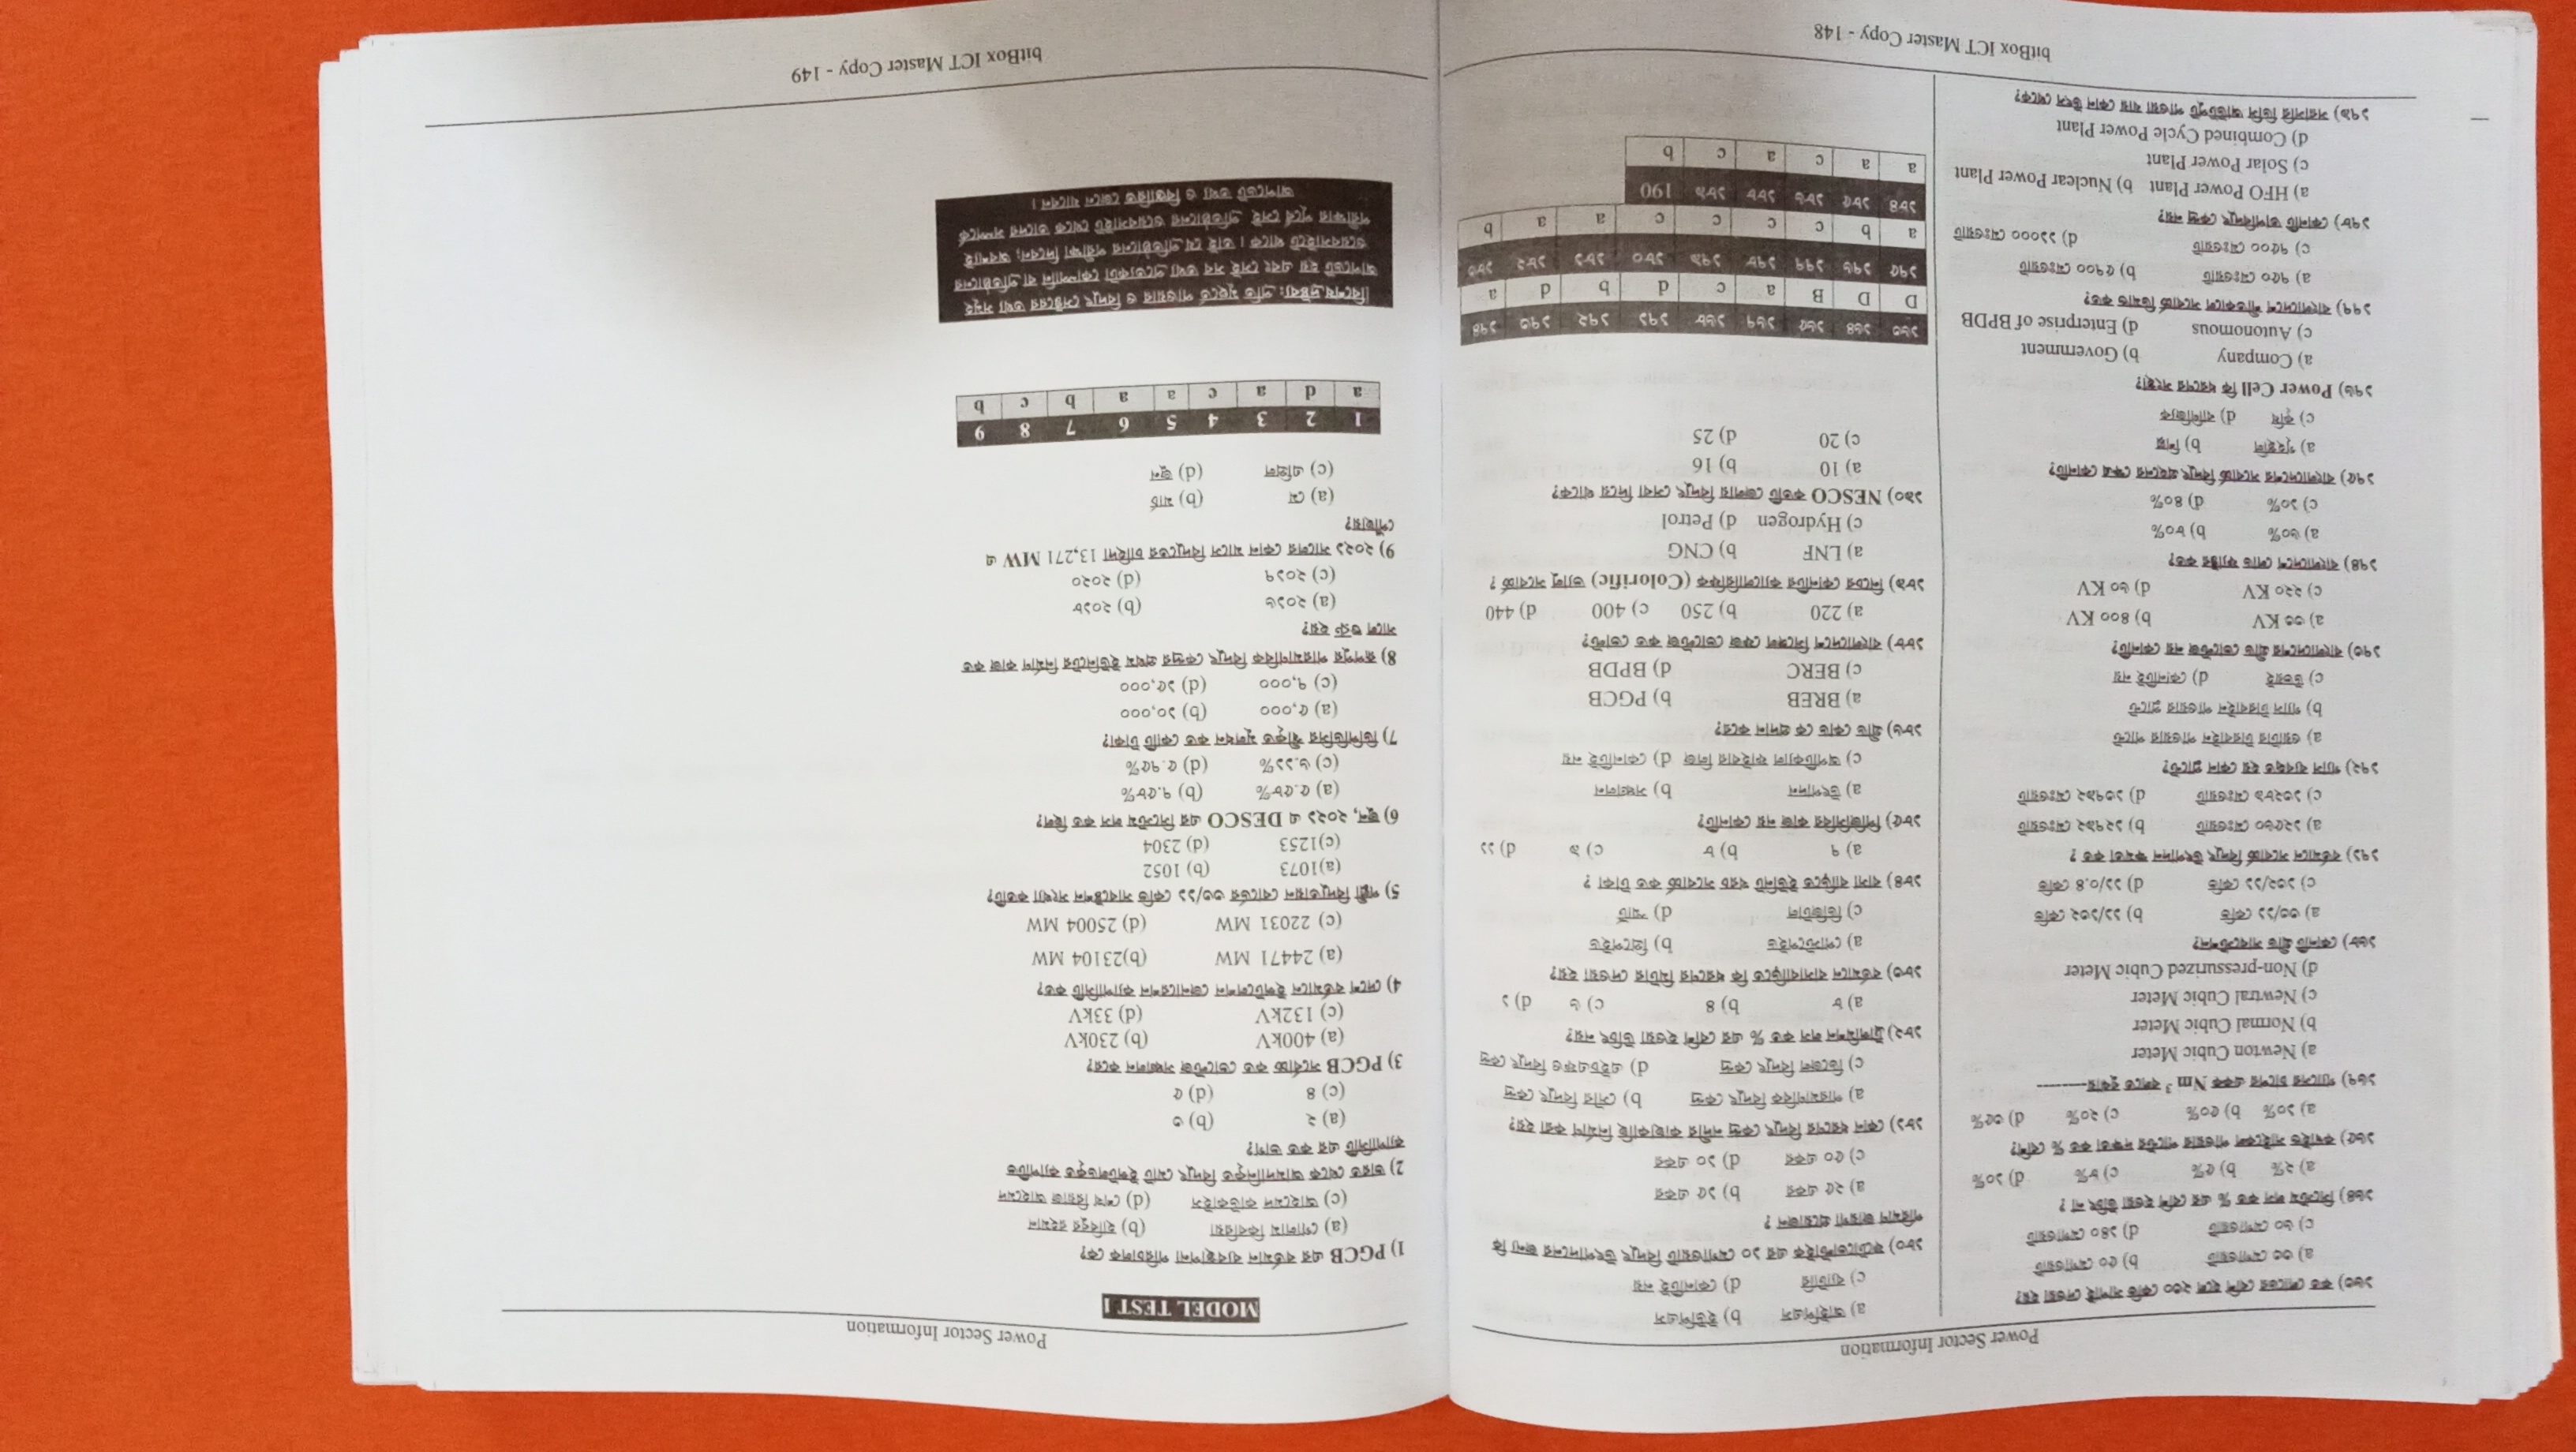 Power Sector Information
১৬৩) কত লোডের বেশি হলে ২৩০ কেভি সাপ্লাই দেওয়া হয়?
a) ৩৩ মেগাওয়াট b) ৫০ মেগাওয়াট
c) ৬০ মেগাওয়াট d) ১৪০ মেগাওয়াট
১৬৪) সিস্টেম লস কত % এর বেশি হওয়া উচিৎ না ?
a) ২% b) ৫% c) ৮% d) ১০%
১৬৫) কম্বাইন্ড সাইকেল পাওয়ার পান্টের দক্ষতা কত % বেশি?
a) ১০% b) ৫০% c) ২০% d) ৩৫%
১৬৭) গ্যাসের চাপের একক Nm ³ বলতে বুঝায়--------
a) Newton Cubic Meter
b) Normal Cubic Meter
c) Newtral Cubic Meter
d) Non-pressurized Cubic Meter
১৬৮) কোনটি গ্রীড সাবস্টেশন?
a) ৩৩/১১ কেভি b) ১১/১৩২ কেভি
c) ১৩২/১১ কেভি d) ১১/০.৪ কেভি
১৭১) বর্তমানে সবোর্চ্চ বিদ্যুৎ উৎপাদন ক্ষমতা কত ?
a) ১২৫৬০ মেঃওয়াট b) ১২৭৯২ মেঃওয়াট
c) ১৩২৮৯ মেঃওয়াট d) ১৩৭৯২ মেঃওয়াট
১৭২) গ্যাস ব্যবহৃত হয় কোন প্লান্টে?
a) ওয়াটার টারবাইন পাওয়ার পান্টে
b) গ্যাস টারবাইন পাওয়ার প্লান্টে
c) উভয়ই d) কোনটিই নয়
১৭৩) বাংলাদেশের গ্রীড ভোল্টেজ নয় কোনটি?
a) ৩৩ KV b) ৪০০ KV
c) ২২০ KV d) ৬০ KV
১৭৪) বাংলাদেশে লোড ফ্যাক্টর কত?
a) ৬০% b) ৮০%
c) ১০% d) ৪০%
১৭৫) বাংলাদেশের সবোর্চ্চ বিদ্যুৎ গ্রহনের ক্ষেত্র কোনটি?
a) গৃহস্থলি b) শিল্প
c) কৃষি d) বাণিজ্যিক
১৭৬) Power Cell কি ধরণের সংস্থা?
a) Company b) Government
c) Autonomous d) Enterprise of BPDB
১৭৭) বাংলাদেশে শীতকালে সবোর্চ্চ ডিমান্ড কত?
a) ৭৫০ মেঃওয়াট b) ৫৭০০ মেঃওয়াট
c) ৭৫০০ মেঃওয়াট d) ১১০০০ মেঃওয়াট
১৭৮) কোনটি তাপবিদ্যুৎ কেন্দ্র নয়?
a) HFO Power Plant b) Nuclear Power Plant
c) Solar Power Plant
d) Combined Cycle Power Plant
১৭৯) সরাসরি ডিসি আউটপুট পাওয়া যায় কোন উৎস থেকে?
a) আইপিএস b) ইউপিএস
c) ব্যাটারি d) কোনটিই নয়
১৮০) ফটোভোল্টাইক এর ১০ মেগাওয়াট বিদ্যুৎ উৎপাদনের জন্য কি
পরিমাণ জায়গা প্রয়োজন ?
a) ২৫ একর b) ১৫ একর
c) ৫০ একর d) ১০ একর
১৮১) কোন ধরণের বিদ্যুৎ কেন্দ্র নদীর কাছাকাছি নির্মাণ করা হয়?
a) পারমাণবিক বিদ্যুৎ কেন্দ্র b) সৌর বিদ্যুৎ কেন্দ্র
c) ডিজেল বিদ্যুৎ কেন্দ্র d) এইচএফও বিদ্যুৎ কেন্দ্র
১৮২) ট্রান্সমিশন লস কত % এর বেশি হওয়া উচিৎ নয়?
a) ৮ b) ৪ c) ৬ d) ১
১৮৩) বর্তমানে বাসাবাড়িতে কি ধরণের মিটার দেওয়া হয়?
a) পোস্টপেইড b) প্রিপেইড
c) ডিজিটাল d) স্মার্ট
১৮৪) বাসা বাড়িতে ইউনিট খরচ সবোর্চ্চ কত টাকা ?
a) ৭ b) ৮ c) ৯ d) ১১
১৮৫) পিজিসিবির কাজ নয় কোনটি?
a) উৎপাদন b) সঞ্চালন
c) অপটিক্যাল ফাইবার লিজ d) কোনটিই নয়
১৮৬) গ্রীড কোড কে প্রদান করে?
a) BREB b) PGCB
c) BERC d) BPDB
১৮৮) বাংলাদেশে সিঙ্গেল ফেজ ভোল্টেজ কত ভোল্ট?
a) 220 b) 250 c) 400 d) 440
১৮৯) নিচের কোনটির ক্যালোরিফিক (Colorific) ভ্যালু সবোর্চ্চ ?
a) LNF b) CNG
c) Hydrogen d) Petrol
১৯০) NESCO কতটি জেলায় বিদ্যুৎ সেবা দিয়ে থাকে?
a) 10 b) 16
c) 20 d) 25
১৬৩ ১৬৪ ১৬৫ ১৬৭ ১৬৮ ১৭১ ১৭২ ১৭৩ ১৭৪
D D B a c d b d a
১৭৫ ১৭৬ ১৭৭ ১৭৮ ১৭৯ ১৮০ ১৮১ ১৮২ ১৮৩
a b c c c c a a b
১৮৪ ১৮৫ ১৮৬ ১৮৮ ১৮৯ 190
a a c a c b
bitBox ICT Master Copy - 148
Power Sector Information
MODEL TEST 1
1) PGCB এর বর্তমান ব্যবস্থাপনা পরিচালক কে?
(a) গোলাম কিবরিয়া (b) হাবিবুর রহমান
(c) আহমেদ কাউকাইস (d) শেখ রিয়াজ আহমেদ
2) ভারত থেকে আমদানিকৃত বিদ্যুৎ মোট ইন্সটলডকৃত ক্যাপটিভ
ক্যাপাসিটি এর কত ভাগ?
(a) ২ (b) ৩
(c) ৪ (d) ৫
3) PGCB সর্বোচ্চ কত ভোল্টেজ সঞ্চালন করে?
(a) 400kV (b) 230kV
(c) 132kV (d) 33kV
4) দেশে বর্তমানে ইন্সটলেশন জেনারেশন ক্যাপাসিটি কত?
(a) 24471 MW (b)23104 MW
(c) 22031 MW (d) 25004 MW
5) পল্লী বিদ্যুতায়ন বোর্ডের ৩৩/১১ কেভি সাবষ্টেশন সংখ্যা কতটি?
(a)1073 (b) 1052
(c)1253 (d) 2304
6) জুন, ২০২১ এ DESCO এর সিস্টেম লস কত ছিল?
(a) ৫.৫৮% (b) ৭.৫৮%
(c) ৬.১১% (d) ৫.৭৫%
7) ডিপিডিসির স্বীকৃত মূলধন কত কোটি টাকা?
(a) ৫,০০০ (b) ১০,০০০
(c) ৭,০০০ (d) ১৫,০০০
8) রূপপুর পারমাণবিক বিদ্যুৎ কেন্দ্রের প্রথম ইউনিটের নির্মাণ কাজ কত
সালে শুরু হয়?
(a) ২০১৬ (b) ২০১৮
(c) ২০১৭ (d) ২০২০
9) ২০২১ সালের কোন মাসে বিদ্যুতের চাহিদা 13,271 MW এ
পৌঁছায়?
(a) মে (b) মার্চ
(c) এপ্রিল (d) জুন
1 2 3 4 5 6 7 8 9
a d a c a a b c b
বিশেষ দ্রষ্টব্য: প্রতি মূহুর্তে পাওয়ার ও বিদ্যুৎ সেক্টরের তথ্য সমূহ
আপডেট হয় এবং সেই সব তথ্য প্রত্যেকটা কোম্পানি বা প্রতিষ্ঠানের
ওয়েবসাইটে থাকে। তাই যে প্রতিষ্ঠানের পরীক্ষা দিবেন; অবশ্যই
পরীক্ষার পূর্বে সেই প্রতিষ্ঠানের ওয়েবসাইট থেকে তাদের সম্পর্কে
আপডেট তথ্য ও বিস্তারিত জেনে যাবেন।
bitBox ICT Master Copy - 149